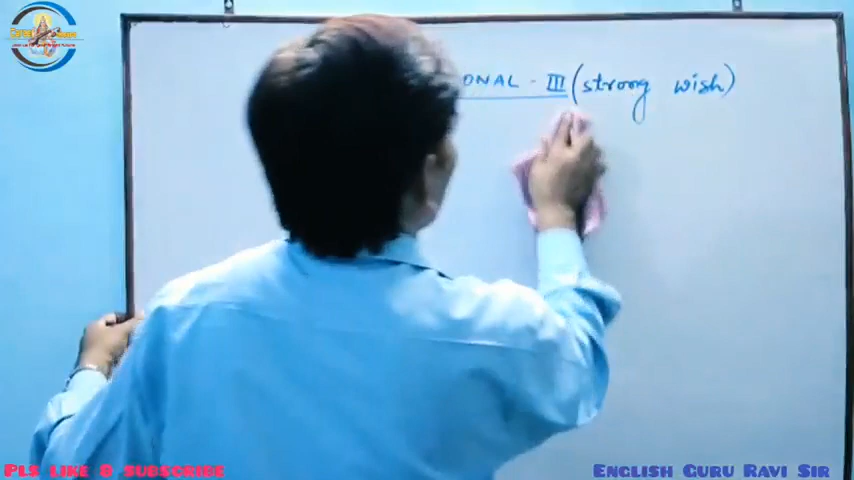 ONAL - III (strong wish)
PLS LIKE & SUBSCRIBE
ENGLISH GURU RAVI SIR